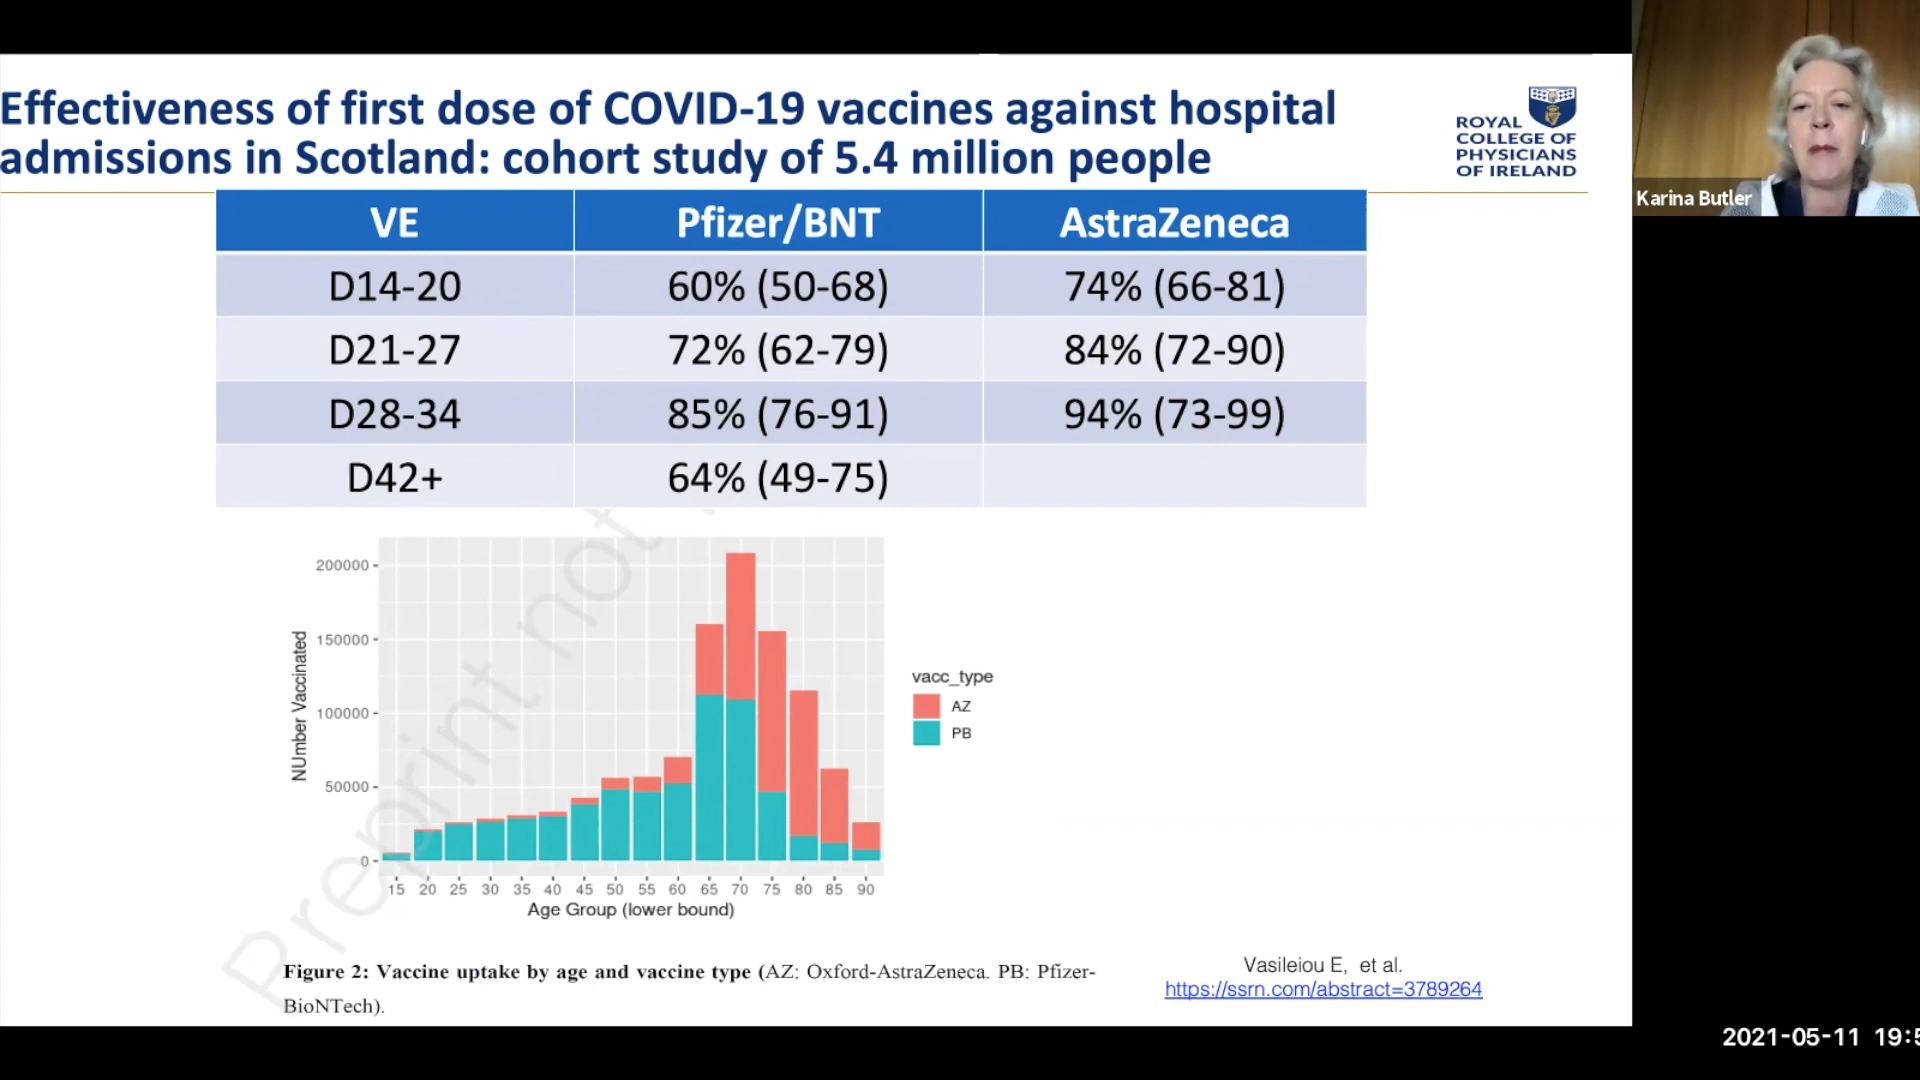 Effectiveness of first dose of COVID-19 vaccines against hospital
admissions in Scotland: cohort study of 5.4 million people
ROYAL
COLLEGE OF
PHYSICIANS
OF IRELAND
Karina Butler
VE Pfizer/BNT AstraZeneca
D14-20 60% (50-68) 74% (66-81)
D21-27 72% (62-79) 84% (72-90)
D28-34 85% (76-91) 94% (73-99)
D42+ 64% (49-75)
Preprint not
NUmber Vaccinated
200000
150000
100000
50000
0
15 20 25 30 35 40 45 50 55 60 65 70 75 80 85 90
Age Group (lower bound)
vacc_type
AZ
PB
Figure 2: Vaccine uptake by age and vaccine type (AZ: Oxford-AstraZeneca. PB: Pfizer-
BioNTech).
Vasileiou E, et al.
https://ssrn.com/abstract=3789264
2021-05-11 19:5